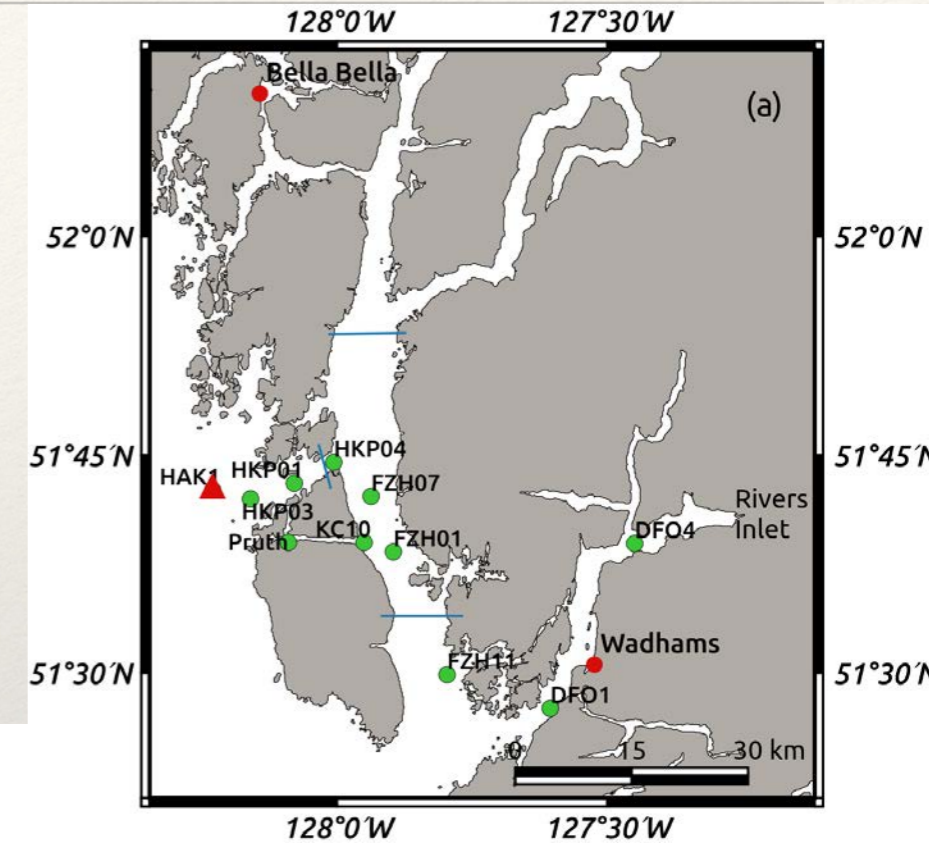 128°0′W 127°30′W
Bella Bella
(a)
52°0′N 52°0′N
51°45′N 51°45′N
HKP04
HAK1 HKP01
FZH07
HKP03
Rivers
Inlet
Pruth KC10 FZH01 DFO4
Wadhams
51°30′N 51°30′N
FZH11
DFO1
0 15 30 km
128°0′W 127°30′W